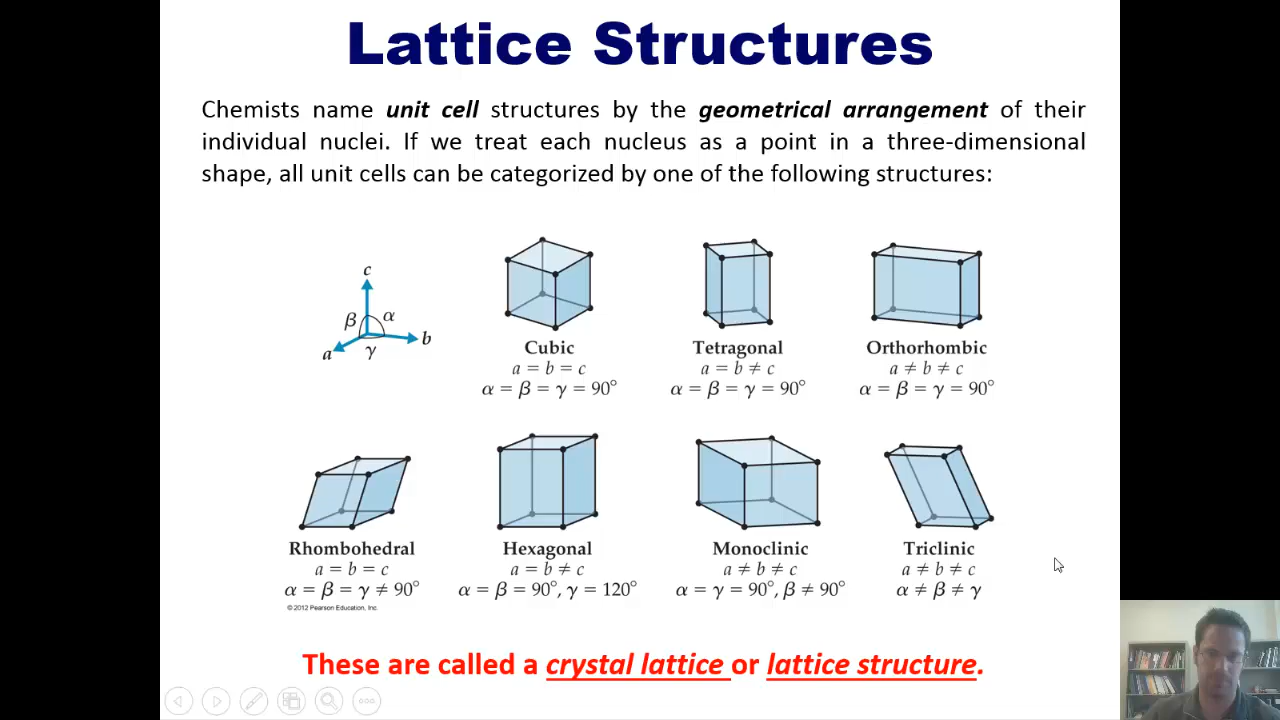 Lattice Structures
Chemists name unit cell structures by the geometrical arrangement of their
individual nuclei. If we treat each nucleus as a point in a three-dimensional
shape, all unit cells can be categorized by one of the following structures:
c
β α
a b
γ
Cubic
a = b = c
α = β = γ = 90°
Tetragonal
a = b ≠ c
α = β = γ = 90°
Orthorhombic
a ≠ b ≠ c
α = β = γ = 90°
Rhombohedral
a = b = c
α = β = γ ≠ 90°
Hexagonal
a = b ≠ c
α = β = 90°, γ = 120°
Monoclinic
a ≠ b ≠ c
α = γ = 90°, β ≠ 90°
Triclinic
a ≠ b ≠ c
α ≠ β ≠ γ
© 2012 Pearson Education, Inc.
These are called a crystal lattice or lattice structure.